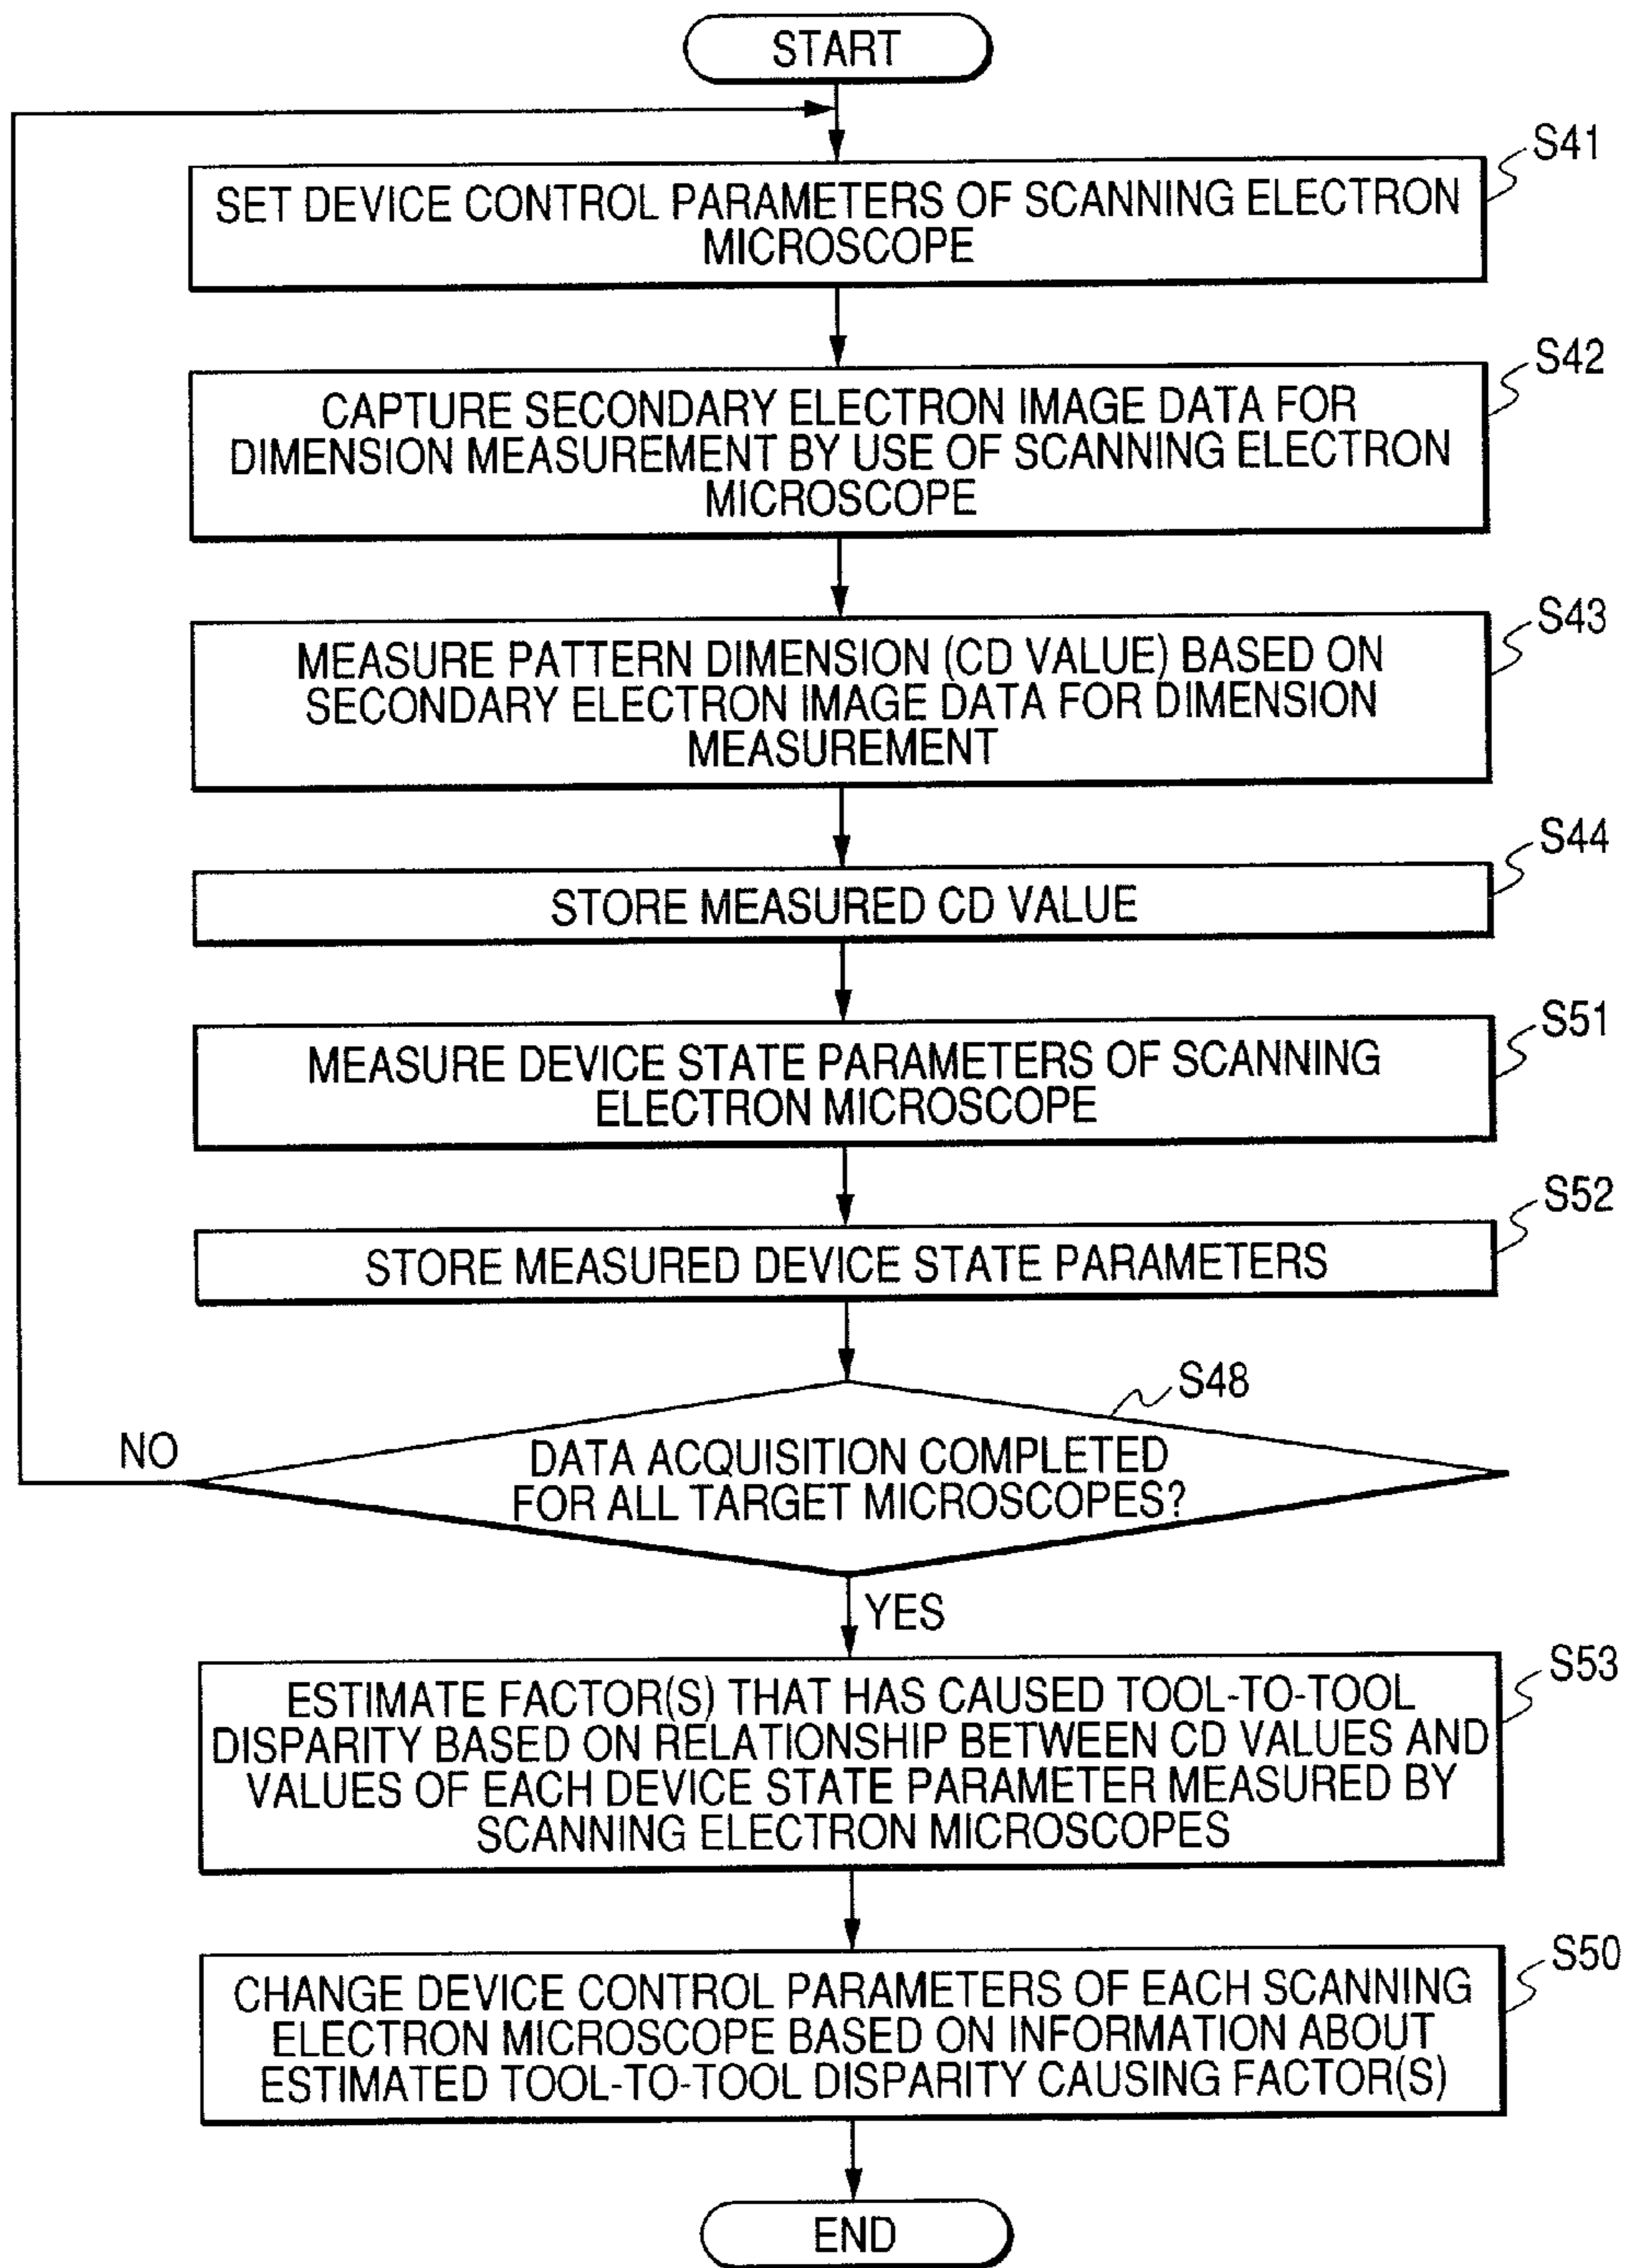 START
S41
SET DEVICE CONTROL PARAMETERS OF SCANNING ELECTRON
MICROSCOPE
S42
CAPTURE SECONDARY ELECTRON IMAGE DATA FOR
DIMENSION MEASUREMENT BY USE OF SCANNING ELECTRON
MICROSCOPE
S43
MEASURE PATTERN DIMENSION (CD VALUE) BASED ON
SECONDARY ELECTRON IMAGE DATA FOR DIMENSION
MEASUREMENT
S44
STORE MEASURED CD VALUE
S51
MEASURE DEVICE STATE PARAMETERS OF SCANNING
ELECTRON MICROSCOPE
S52
STORE MEASURED DEVICE STATE PARAMETERS
S48
NO
DATA ACQUISITION COMPLETED
FOR ALL TARGET MICROSCOPES?
YES
S53
ESTIMATE FACTOR(S) THAT HAS CAUSED TOOL-TO-TOOL
DISPARITY BASED ON RELATIONSHIP BETWEEN CD VALUES AND
VALUES OF EACH DEVICE STATE PARAMETER MEASURED BY
SCANNING ELECTRON MICROSCOPES
S50
CHANGE DEVICE CONTROL PARAMETERS OF EACH SCANNING
ELECTRON MICROSCOPE BASED ON INFORMATION ABOUT
ESTIMATED TOOL-TO-TOOL DISPARITY CAUSING FACTOR(S)
END